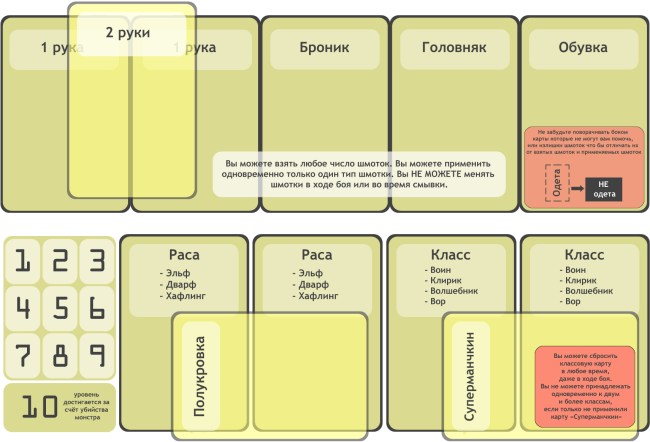 1 рука
2 руки
1 рука
Броник
Головняк
Обувка
Вы можете взять любое число шмоток. Вы можете применить
одновременно только один тип шмотки. Вы НЕ МОЖЕТЕ менять
шмотки в ходе боя или во время смывки.
Не забудьте поворачивать боком
карты которые не могут вам помочь,
или излишек шмоток что бы отличать их
от взятых шмоток и применяемых шмоток
Одета
НЕ
одета
1 2 3
4 5 6
7 8 9
10
уровень
достигается за
счёт убийства
монстра
Раса
- Эльф
- Дварф
- Хафлинг
Раса
- Эльф
- Дварф
- Хафлинг
Полукровка
Класс
- Воин
- Клирик
- Волшебник
- Вор
Класс
- Воин
- Клирик
- Волшебник
- Вор
Суперманчкин
Вы можете сбросить
классовую карту
в любое время,
даже в ходе боя.
Вы не можете принадлежать
одновременно к двум
и более классам,
если только не применили
карту «Суперманчкин»